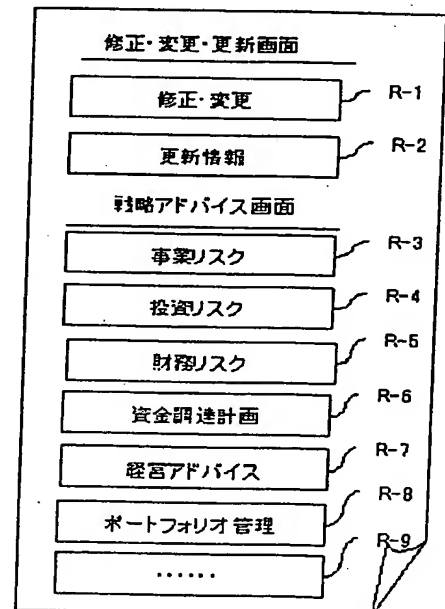 修正・変更・更新画面
修正・変更 R-1
更新情報 R-2
戦略アドバイス画面
事業リスク R-3
投資リスク R-4
財務リスク R-5
資金調達計画 R-6
経営アドバイス R-7
ポートフォリオ管理 R-8
...... R-9